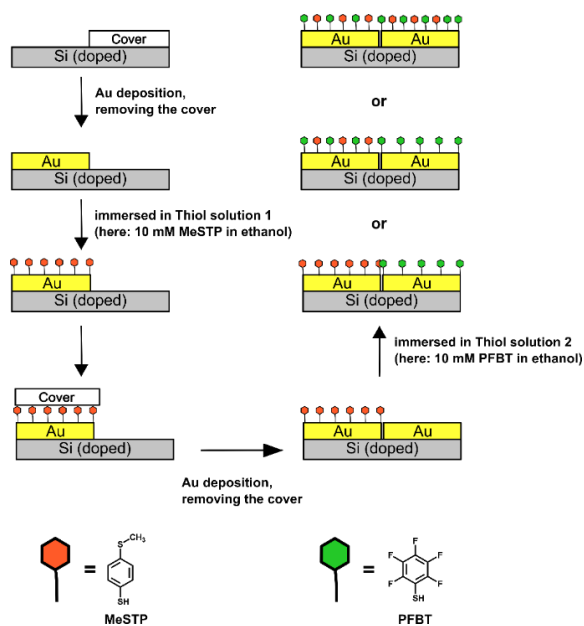 Cover
Si (doped)
Au deposition,
removing the cover
Au
Si (doped)
immersed in Thiol solution 1
(here: 10 mM MeSTP in ethanol)
Au
Si (doped)
Cover
Au
Si (doped)
Au deposition,
removing the cover
Au Au
Si (doped)
immersed in Thiol solution 2
(here: 10 mM PFBT in ethanol)
Au Au
Si (doped)
or
Au Au
Si (doped)
or
Au Au
Si (doped)
=
S CH3
SH
MeSTP
=
F
F F
F F
SH
PFBT